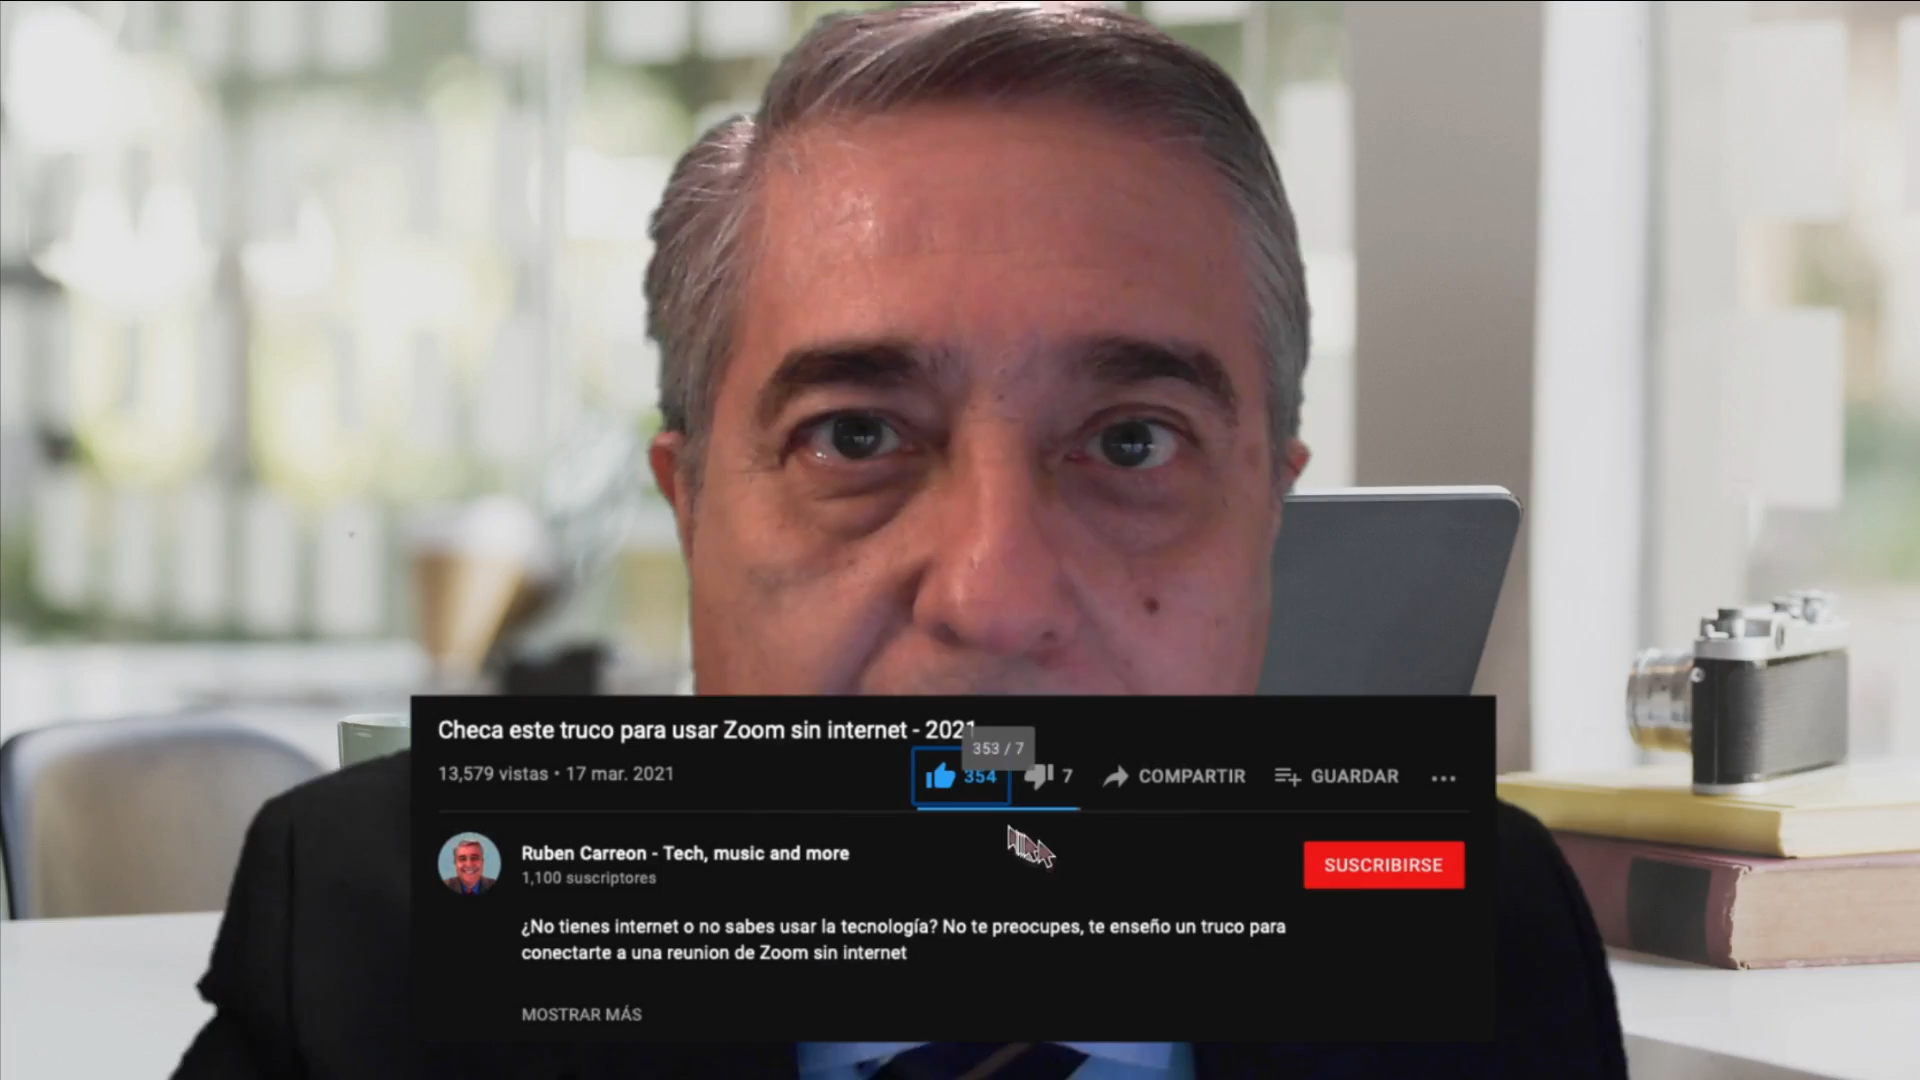 Checa este truco para usar Zoom sin internet - 2021
353 / 7
13,579 vistas • 17 mar. 2021
354 7 COMPARTIR GUARDAR
Ruben Carreon - Tech, music and more
1,100 suscriptores
SUSCRIBIRSE
¿No tienes internet o no sabes usar la tecnología? No te preocupes, te enseño un truco para
conectarte a una reunion de Zoom sin internet
MOSTRAR MÁS